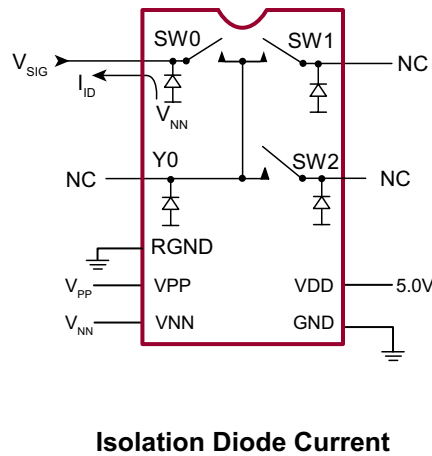 SW0
SW1
V_SIG
NC
I_ID
V_NN
Y0
SW2
NC
NC
RGND
V_PP
VPP
VDD
5.0V
V_NN
VNN
GND
Isolation Diode Current